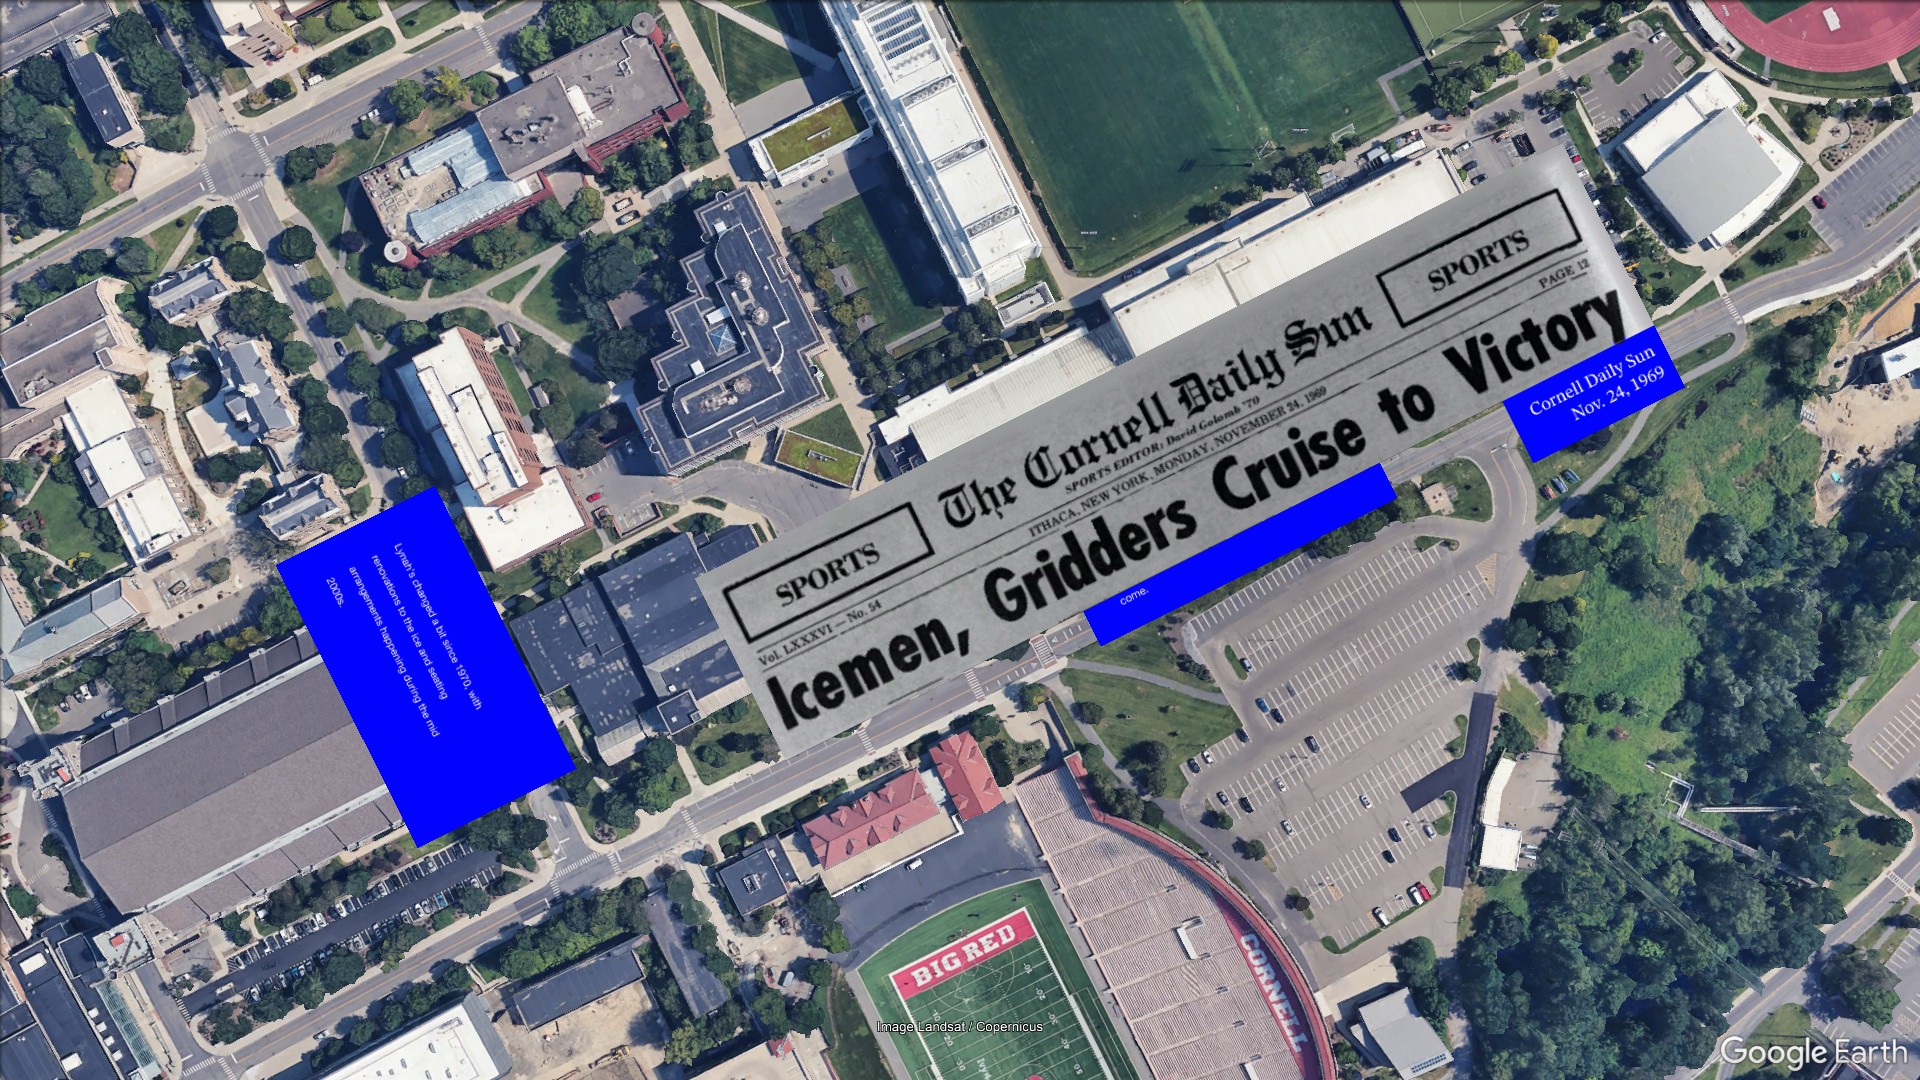 SPORTS
The Cornell Daily Sun
SPORTS
SPORTS EDITOR: David Golomb '70
Vol. LXXXVI — No. 54
ITHACA, NEW YORK, MONDAY, NOVEMBER 24, 1969
PAGE 12
Icemen, Gridders Cruise to Victory
Cornell Daily Sun
Nov. 24, 1969
come.
Lynah's changed a bit since 1970, with
renovations to the ice and seating
arrangements happening during the mid
2000s.
BIG RED
CORNELL
Image Landsat / Copernicus
Google Earth